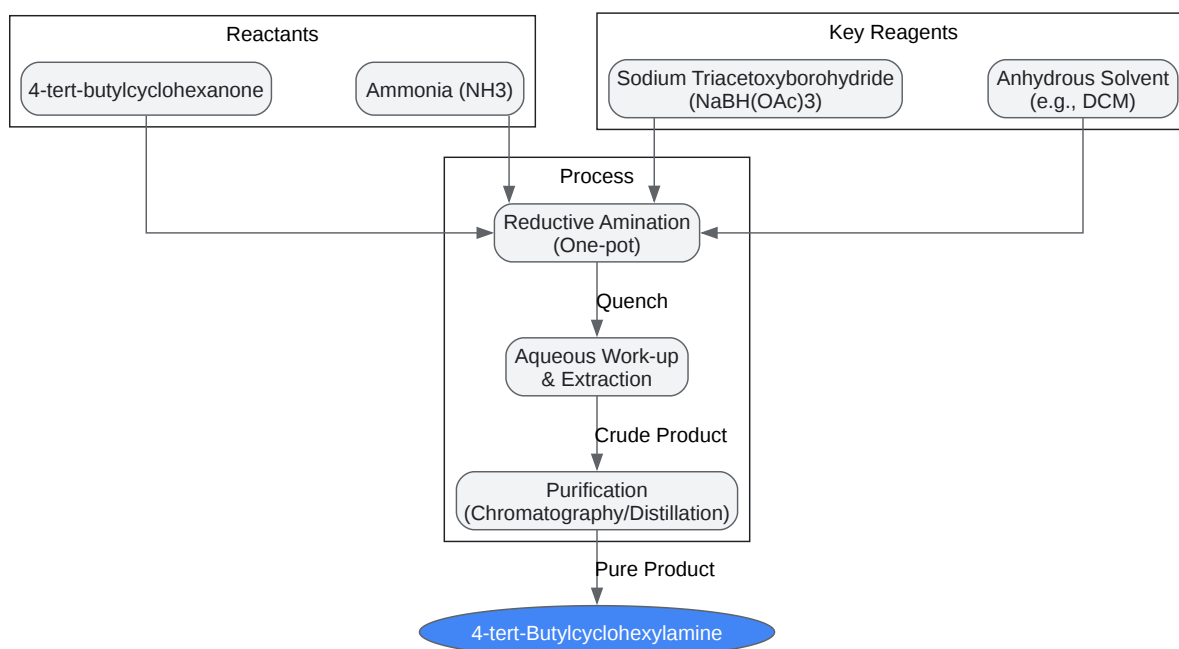 Reactants
Key Reagents
4-tert-butylcyclohexanone
Ammonia (NH3)
Sodium Triacetoxyborohydride
(NaBH(OAc)3)
Anhydrous Solvent
(e.g., DCM)
Process
Reductive Amination
(One-pot)
Quench
Aqueous Work-up
& Extraction
Crude Product
Purification
(Chromatography/Distillation)
Pure Product
4-tert-Butylcyclohexylamine